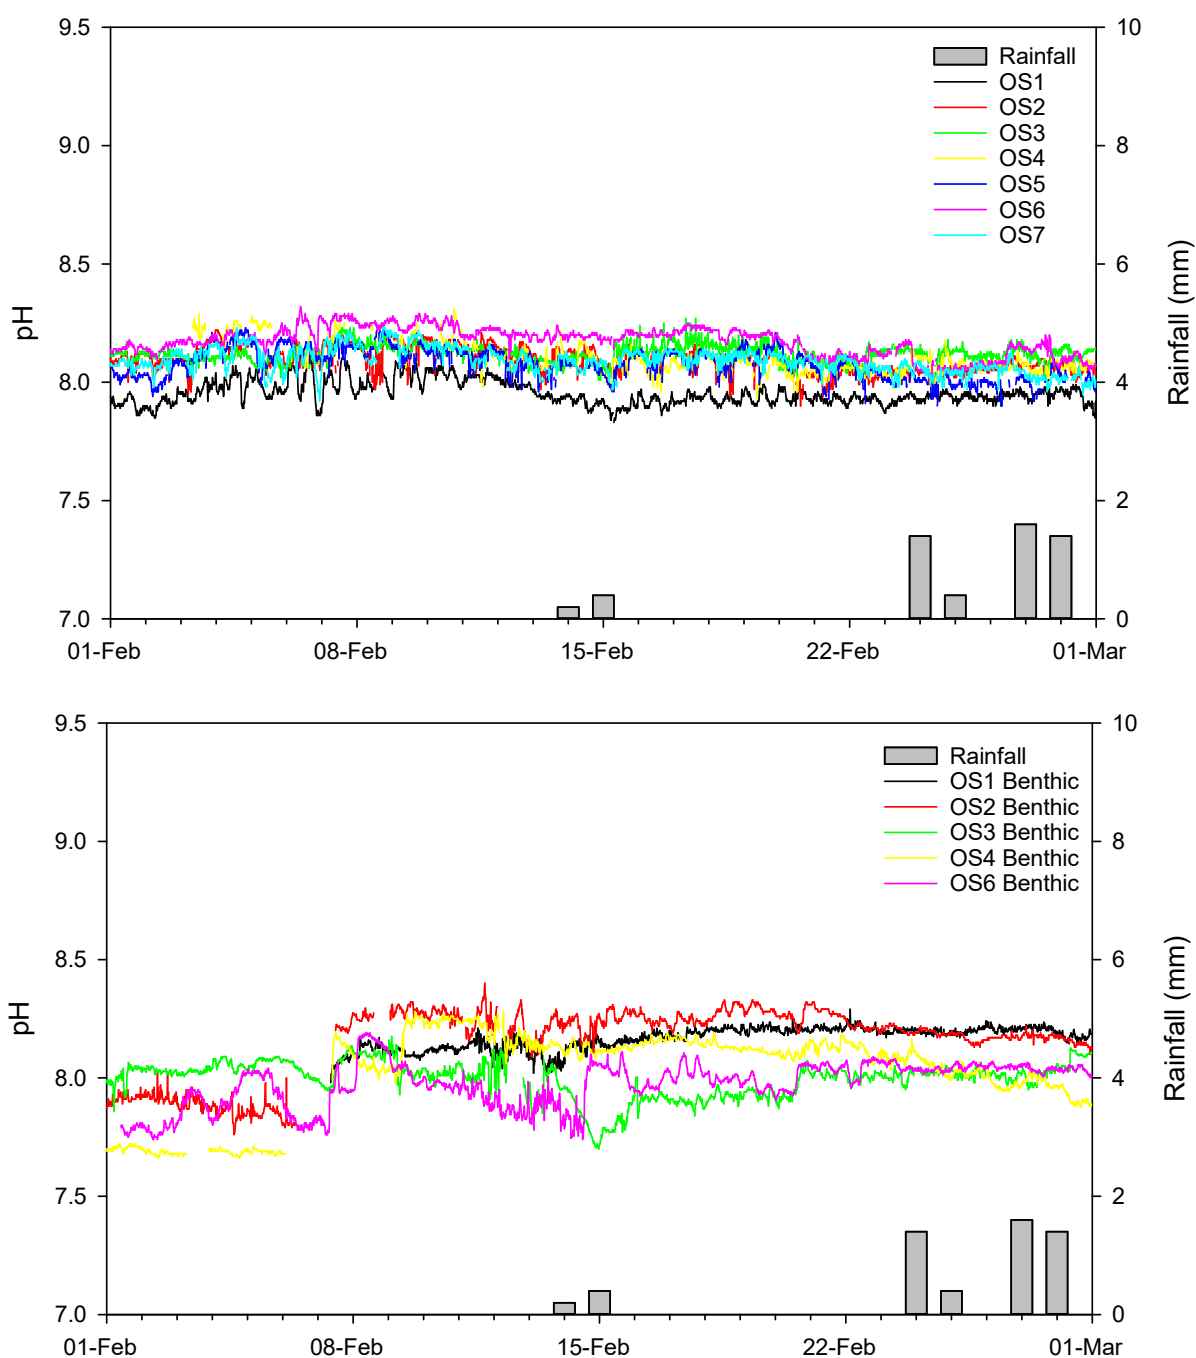 9.5
10
Rainfall
OS1
OS2
OS3
OS4
OS5
OS6
OS7
9.0
8
8.5
6
pH
Rainfall (mm)
8.0
4
7.5
2
7.0
0
01-Feb
08-Feb
15-Feb
22-Feb
01-Mar
9.5
10
Rainfall
OS1 Benthic
OS2 Benthic
OS3 Benthic
OS4 Benthic
OS6 Benthic
9.0
8
8.5
6
pH
Rainfall (mm)
8.0
4
7.5
2
7.0
0
01-Feb
08-Feb
15-Feb
22-Feb
01-Mar